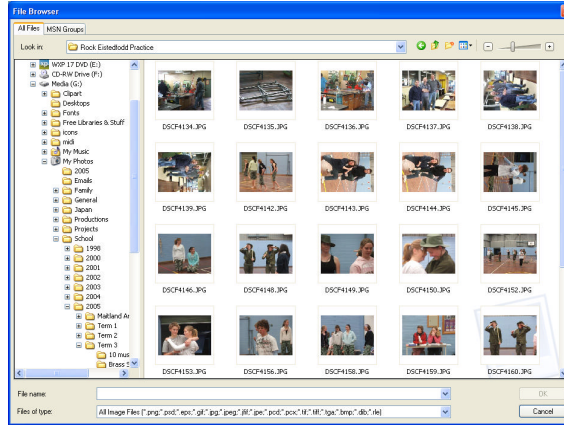 File Browser
All Files MSN Groups
Look in: Rock Eistedfodd Practice
WXP 17 DVD (E:)
CD-RW Drive (F:)
Media (G:)
Clipart
Desktops
Fonts
Free Libraries & Stuff
icons
midi
My Music
My Photos
2005
Emails
Family
General
Japan
Productions
Projects
School
1998
2000
2001
2002
2003
2004
2005
Maitland Ar
Term 1
Term 2
Term 3
10 mus
Brass S
DSCF4134.JPG DSCF4135.JPG DSCF4136.JPG DSCF4137.JPG DSCF4138.JPG
DSCF4139.JPG DSCF4142.JPG DSCF4143.JPG DSCF4144.JPG DSCF4145.JPG
DSCF4146.JPG DSCF4148.JPG DSCF4149.JPG DSCF4150.JPG DSCF4152.JPG
DSCF4153.JPG DSCF4156.JPG DSCF4158.JPG DSCF4159.JPG DSCF4160.JPG
File name: OK
Files of type: All Image Files (*.png;*.psd;*.eps;*.gif;*.jpg;*.jpeg;*.jfif;*.jpe;*.pcd;*.pcx;*.tif;*.tiff;*.tga;*.bmp;*.dib;*.rle) Cancel